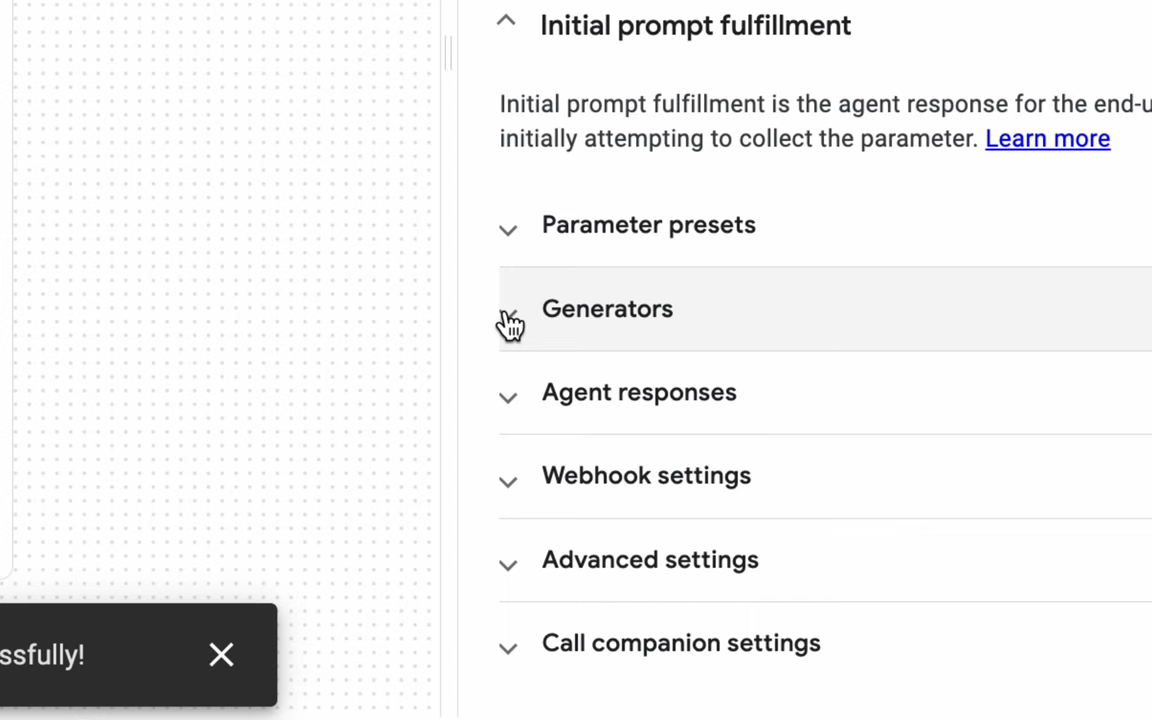 Initial prompt fulfillment
Initial prompt fulfillment is the agent response for the end-u
initially attempting to collect the parameter. Learn more
Parameter presets
Generators
Agent responses
Webhook settings
Advanced settings
Call companion settings
ssfully!